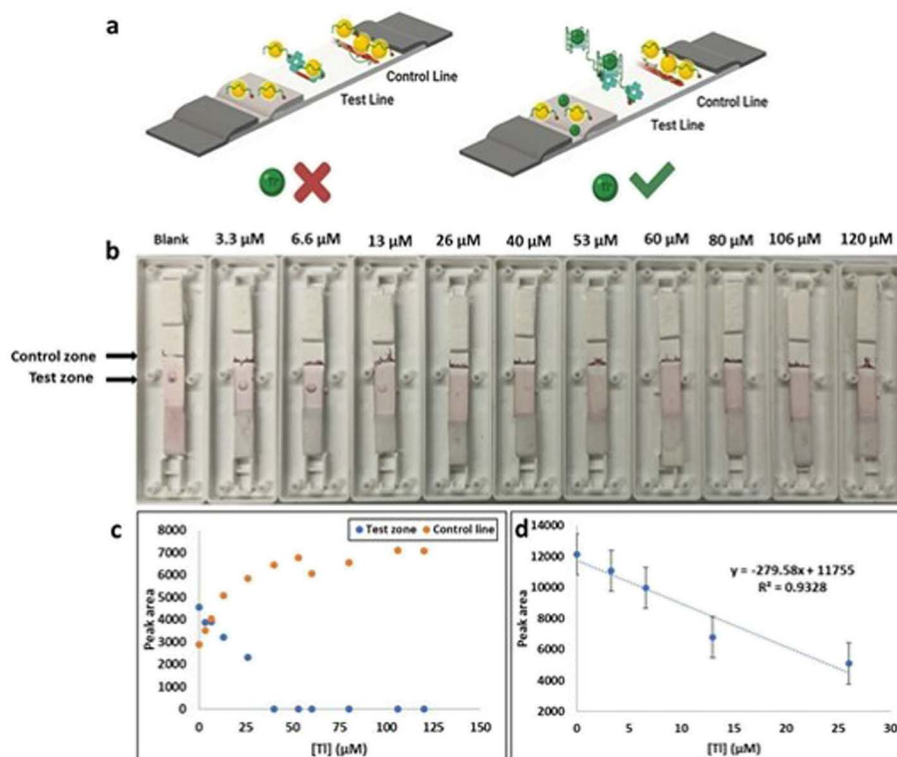 a
Control Line
Test Line
Control Line
Test Line
b
Blank 3.3 µM 6.6 µM 13 µM 26 µM 40 µM 53 µM 60 µM 80 µM 106 µM 120 µM
Control zone
Test zone
c
Test zone Control line
8000
7000
6000
5000
4000
3000
2000
1000
0
Peak area
0 25 50 75 100 125 150
[Tl] (µM)
d
14000
12000
10000
8000
6000
4000
2000
Peak area
y = -279.58x + 11755
R² = 0.9328
0 5 10 15 20 25 30
[Tl] (µM)